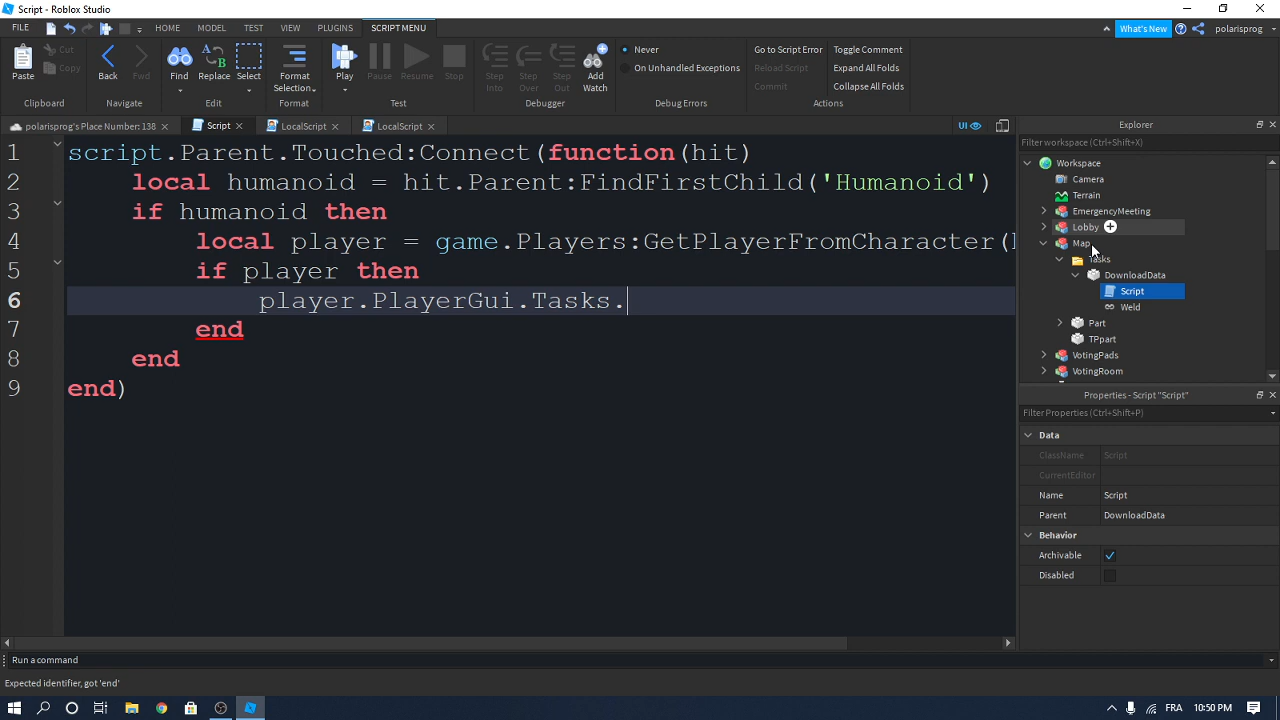 Script - Roblox Studio
FILE HOME MODEL TEST VIEW PLUGINS SCRIPT MENU What's New polarisprog
Paste Cut Copy Back Fwd Find Replace Select Format Selection Play Pause Resume Stop Step Into Step Over Step Out Add Watch Never On Unhandled Exceptions Go to Script Error Reload Script Commit Toggle Comment Expand All Folds Collapse All Folds
Clipboard Navigate Edit Format Test Debugger Debug Errors Actions
polarisprog's Place Number: 138 Script LocalScript LocalScript UI
1 script.Parent.Touched:Connect(function(hit)
2 local humanoid = hit.Parent:FindFirstChild('Humanoid')
3 if humanoid then
4 local player = game.Players:GetPlayerFromCharacter(
5 if player then
6 player.PlayerGui.Tasks.
7 end
8 end
9 end)
Explorer
Filter workspace (Ctrl+Shift+X)
Workspace
Camera
Terrain
EmergencyMeeting
Lobby
Map
Tasks
DownloadData
Script
Weld
Part
TPpart
VotingPads
VotingRoom
Properties - Script "Script"
Filter Properties (Ctrl+Shift+P)
Data
ClassName Script
CurrentEditor
Name Script
Parent DownloadData
Behavior
Archivable
Disabled
Run a command
Expected identifier, got 'end'
FRA 10:50 PM